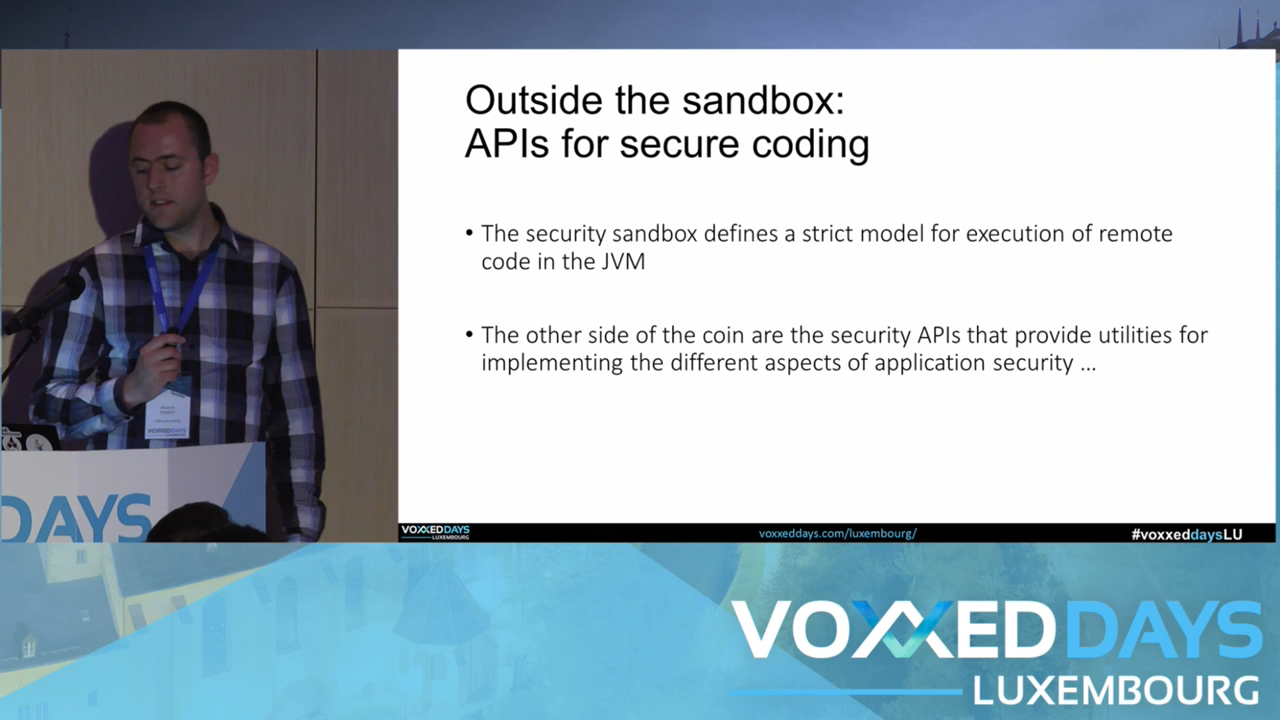 Outside the sandbox:
APIs for secure coding
• The security sandbox defines a strict model for execution of remote
code in the JVM
• The other side of the coin are the security APIs that provide utilities for
implementing the different aspects of application security ...
VOXXED DAYS
LUXEMBOURG
voxxeddays.com/luxembourg/
#voxxeddaysLU
VOXXED DAYS
DAYS
VOXXED DAYS
LUXEMBOURG